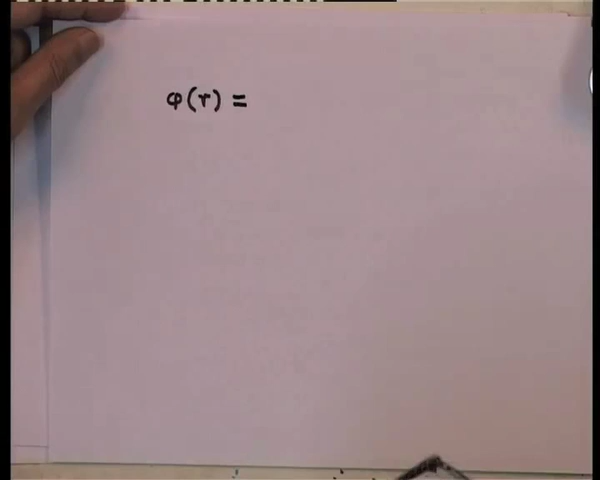 φ(r) =